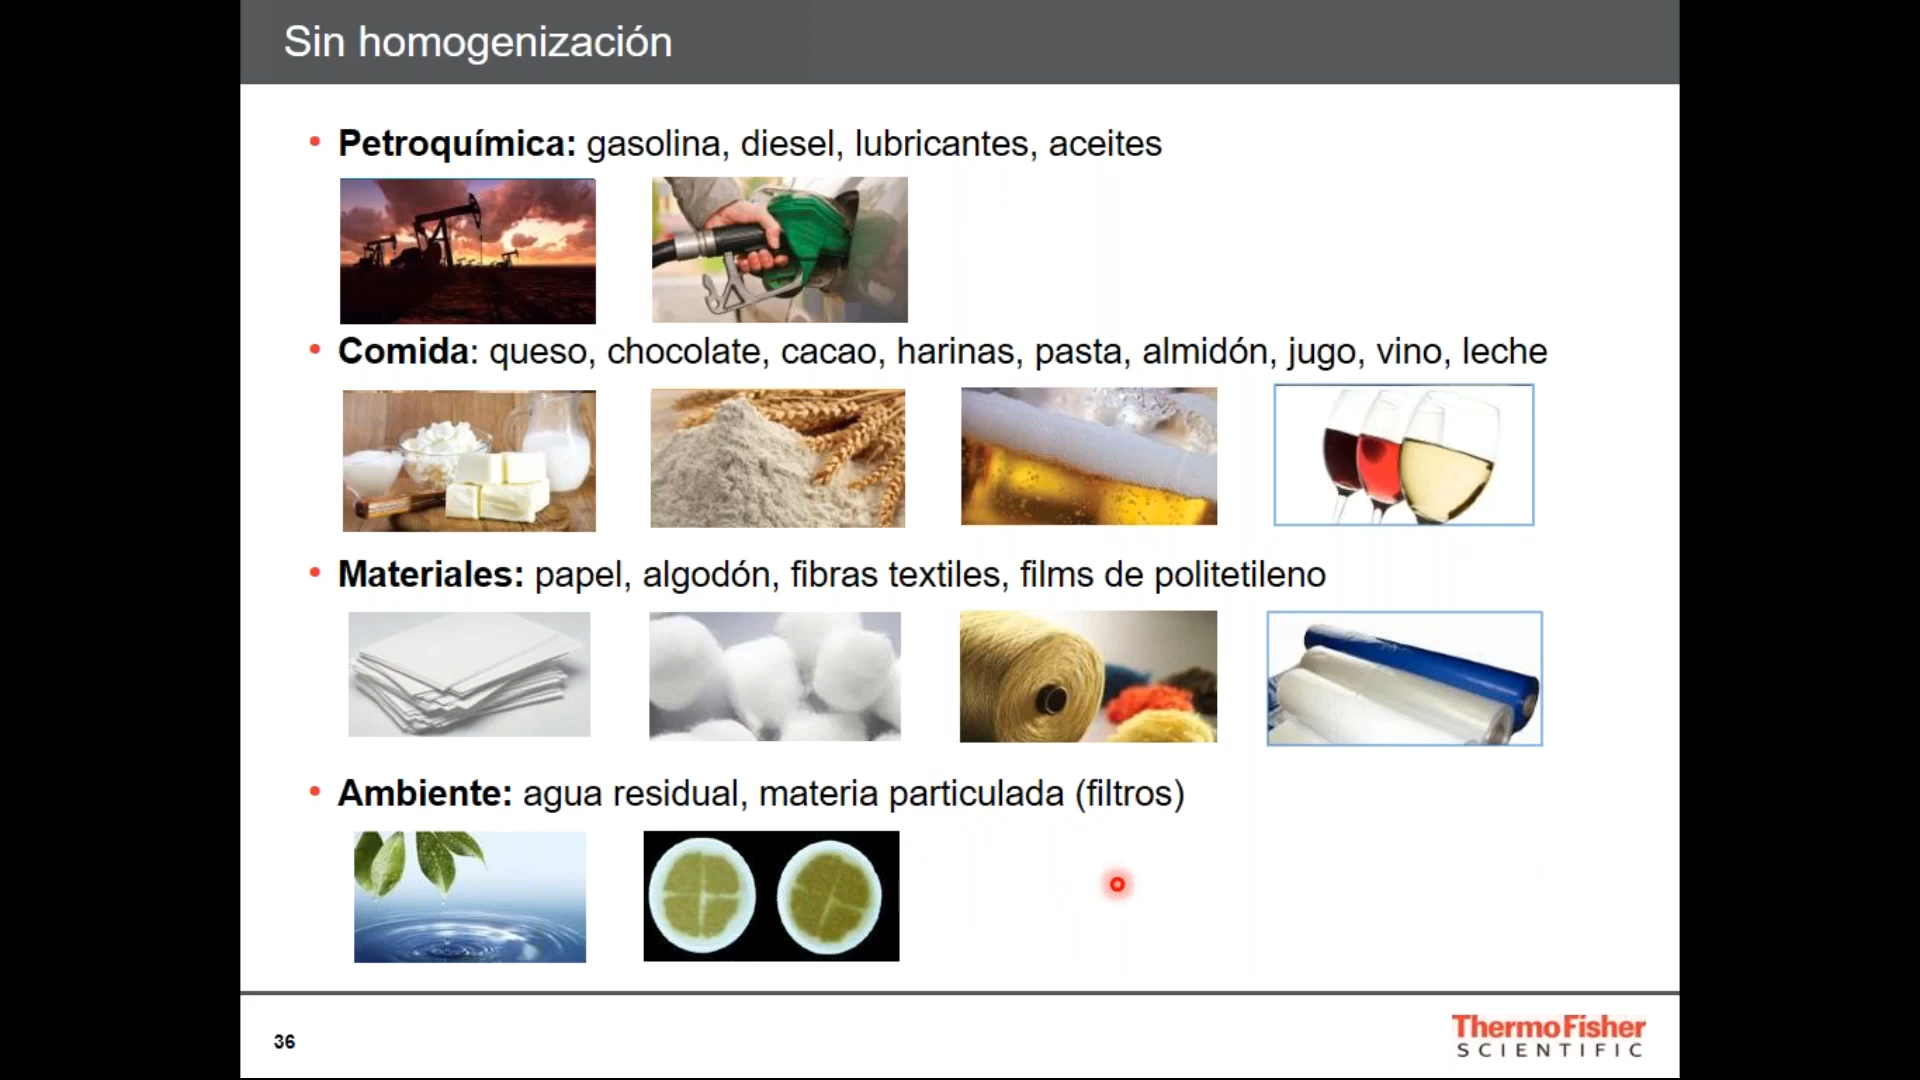 Sin homogenización
• Petroquímica: gasolina, diesel, lubricantes, aceites
• Comida: queso, chocolate, cacao, harinas, pasta, almidón, jugo, vino, leche
• Materiales: papel, algodón, fibras textiles, films de politetileno
• Ambiente: agua residual, materia particulada (filtros)
36
ThermoFisher
SCIENTIFIC